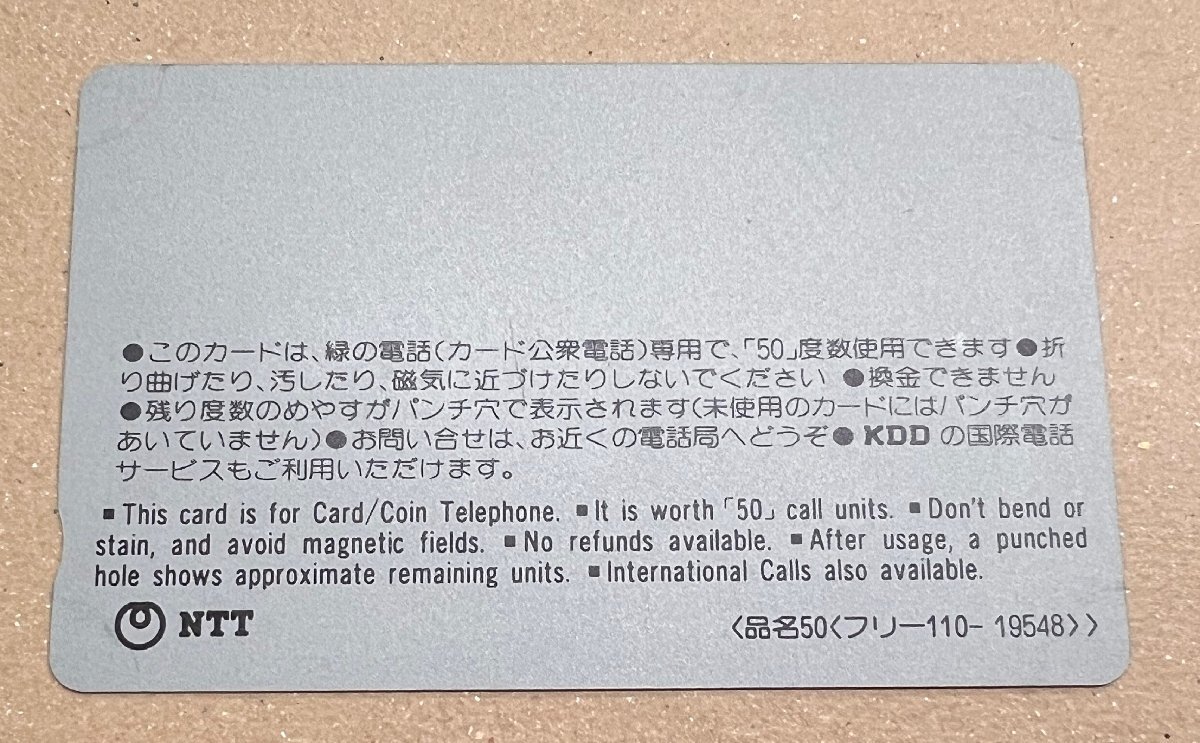 ●このカードは、緑の電話(カード公衆電話)専用で、「50」度数使用できます●折
り曲げたり、汚したり、磁気に近づけたりしないでください ●換金できません
●残り度数のめやすがパンチ穴で表示されます(未使用のカードにはパンチ穴が
あいていません)●お問い合せは、お近くの電話局へどうぞ● KDD の国際電話
サービスもご利用いただけます。
■This card is for Card/Coin Telephone. ■It is worth「50」call units. ■Don't bend or
stain, and avoid magnetic fields. ■No refunds available. ■After usage, a punched
hole shows approximate remaining units. ■International Calls also available.
NTT 〈品名50〈フリー110- 19548〉〉